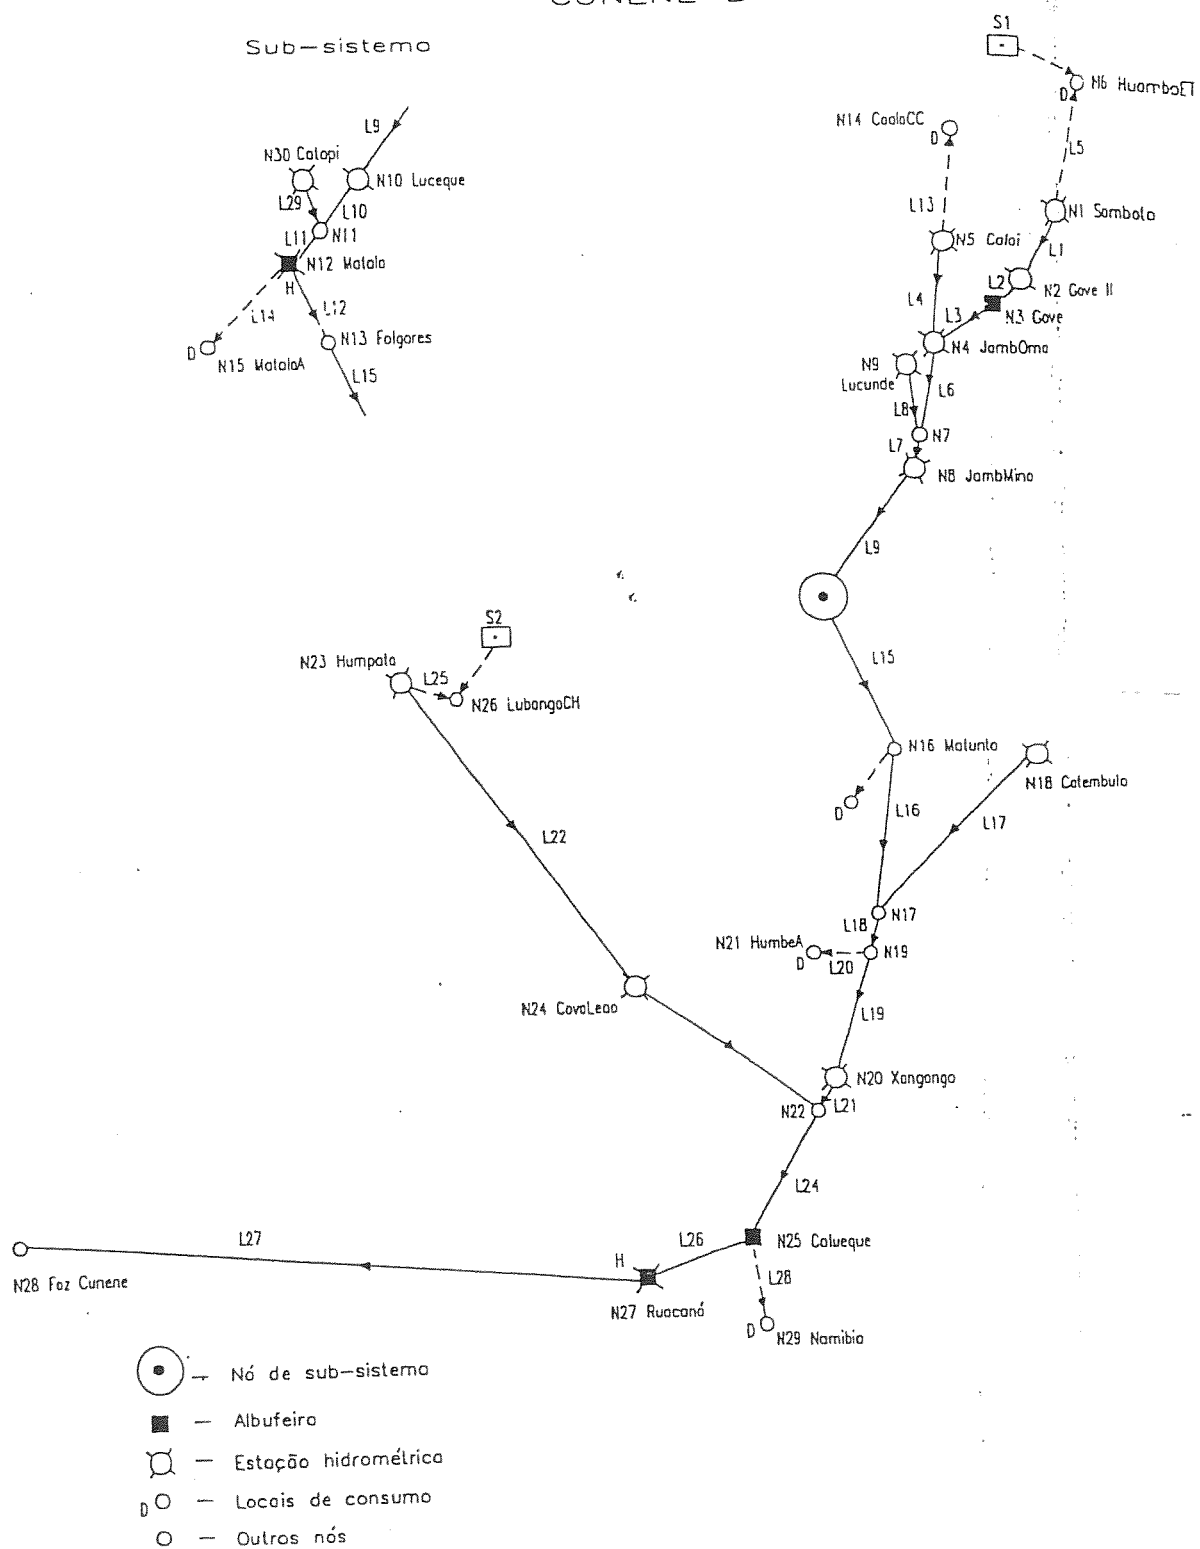 Sub-sistema
S1
N6 HuamboET
D
N14 CaalaCC
D
L9
L5
N30 Catapi
N10 Luceque
L13
N1 Samboto
L29
L10
N11
L11
N5 Calai
L1
N12 Matala
H
L2
N2 Gove II
L4
L3
N3 Gove
L14
L12
D
N15 MatalaA
N13 Folgares
N4 JambOma
N9
Lucunde
L15
L6
L8
N7
L7
N8 JambMina
L9
S2
N23 Humpata
L25
N26 LubangoCH
L15
N16 Matunto
N18 Catembulo
D
L16
L17
L22
L18
N17
N21 HumbeA
D
L20
N19
N24 CovaLeao
L19
N20 Xangongo
N22
L21
L24
L27
L26
N25 Calueque
H
N28 Foz Cunene
L28
N27 Ruacaná
D
N29 Namibia
— Nó de sub-sistema
— Albufeira
— Estação hidrométrica
D — Locais de consumo
— Outros nós